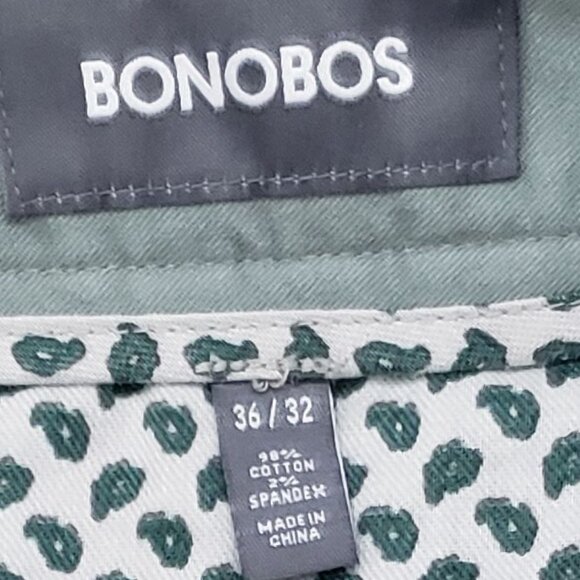 BONOBOS
36 / 32
98%
COTTON
2%
SPANDEX
MADE IN
CHINA